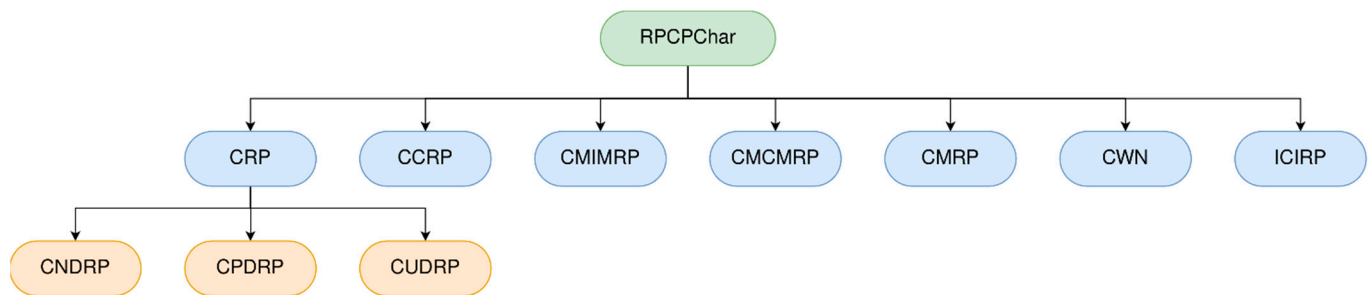 RPCPChar
CRP
CCRP
CMIMRP
CMCMRP
CMRP
CWN
ICIRP
CNDRP
CPDRP
CUDRP